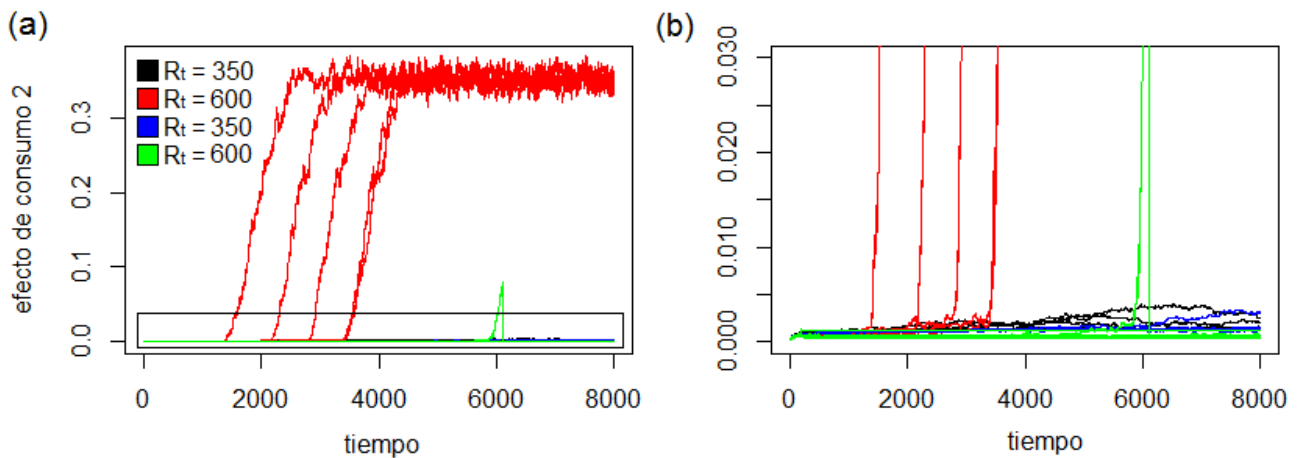 (a)
efecto de consumo 2
0.0 0.1 0.2 0.3
Rt = 350
Rt = 600
Rt = 350
Rt = 600
0 2000 4000 6000 8000
tiempo
(b)
0.000 0.010 0.020 0.030
0 2000 4000 6000 8000
tiempo